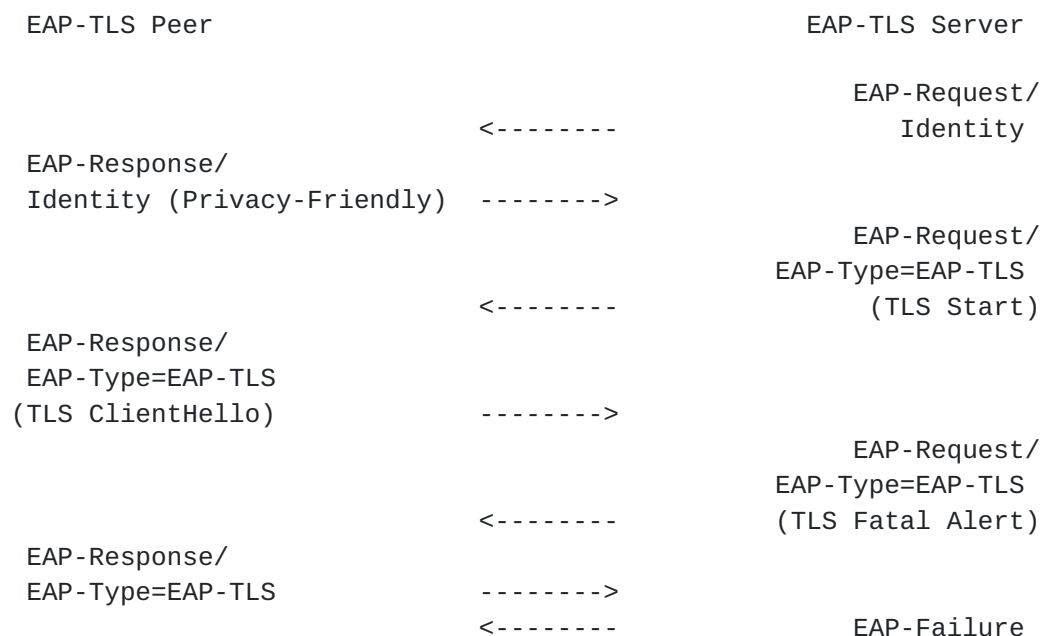 EAP-TLS Peer                                      EAP-TLS Server
EAP-Request/
<--------                  Identity
EAP-Response/
Identity (Privacy-Friendly)  -------->
EAP-Request/
EAP-Type=EAP-TLS
<--------                (TLS Start)
EAP-Response/
EAP-Type=EAP-TLS
(TLS ClientHello)             -------->
EAP-Request/
EAP-Type=EAP-TLS
<--------          (TLS Fatal Alert)
EAP-Response/
EAP-Type=EAP-TLS             -------->
<--------               EAP-Failure